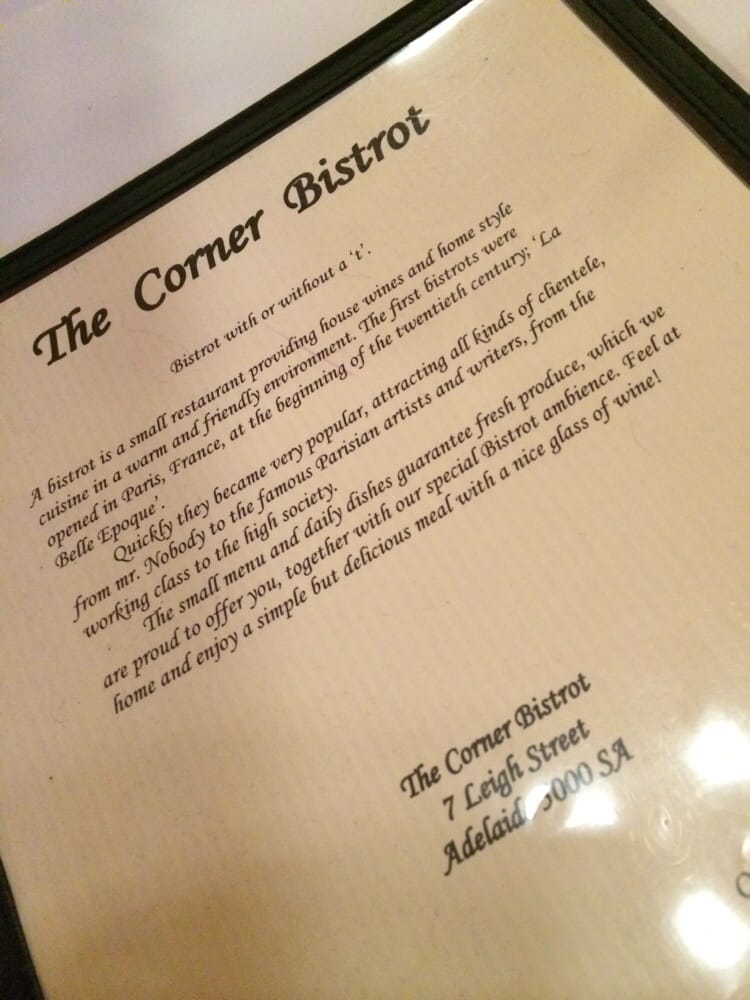 The Corner Bistrot
Bistrot with or without a 't'.
A bistrot is a small restaurant providing house wines and home style
cuisine in a warm and friendly environment. The first bistrots were
opened in Paris, France, at the beginning of the twentieth century; 'La
Belle Epoque'.
Quickly they became very popular, attracting all kinds of clientele,
from mr. Nobody to the famous Parisian artists and writers, from the
working class to the high society.
The small menu and daily dishes guarantee fresh produce, which we
are proud to offer you, together with our special Bistrot ambience. Feel at
home and enjoy a simple but delicious meal with a nice glass of wine!
The Corner Bistrot
7 Leigh Street
Adelaide 5000 SA